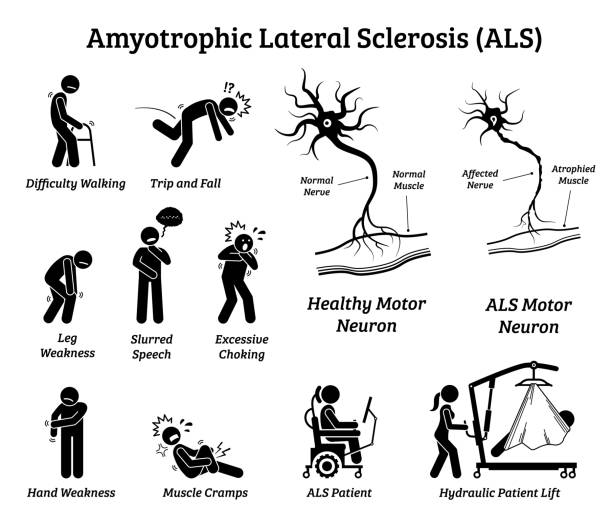 Amyotrophic Lateral Sclerosis (ALS)
!?
Difficulty Walking
Trip and Fall
Normal
Nerve
Normal
Muscle
Affected
Nerve
Atrophied
Muscle
Leg
Weakness
Slurred
Speech
Excessive
Choking
Healthy Motor
Neuron
ALS Motor
Neuron
Hand Weakness
Muscle Cramps
ALS Patient
Hydraulic Patient Lift